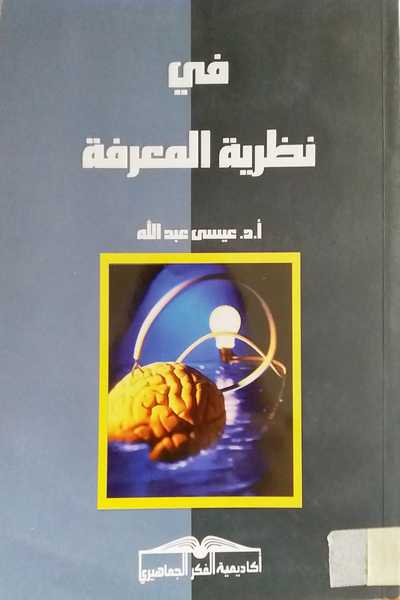 في
نظرية المعرفة
أ.د. عيسى عبد الله
أكاديمية الفكر الجماهيري